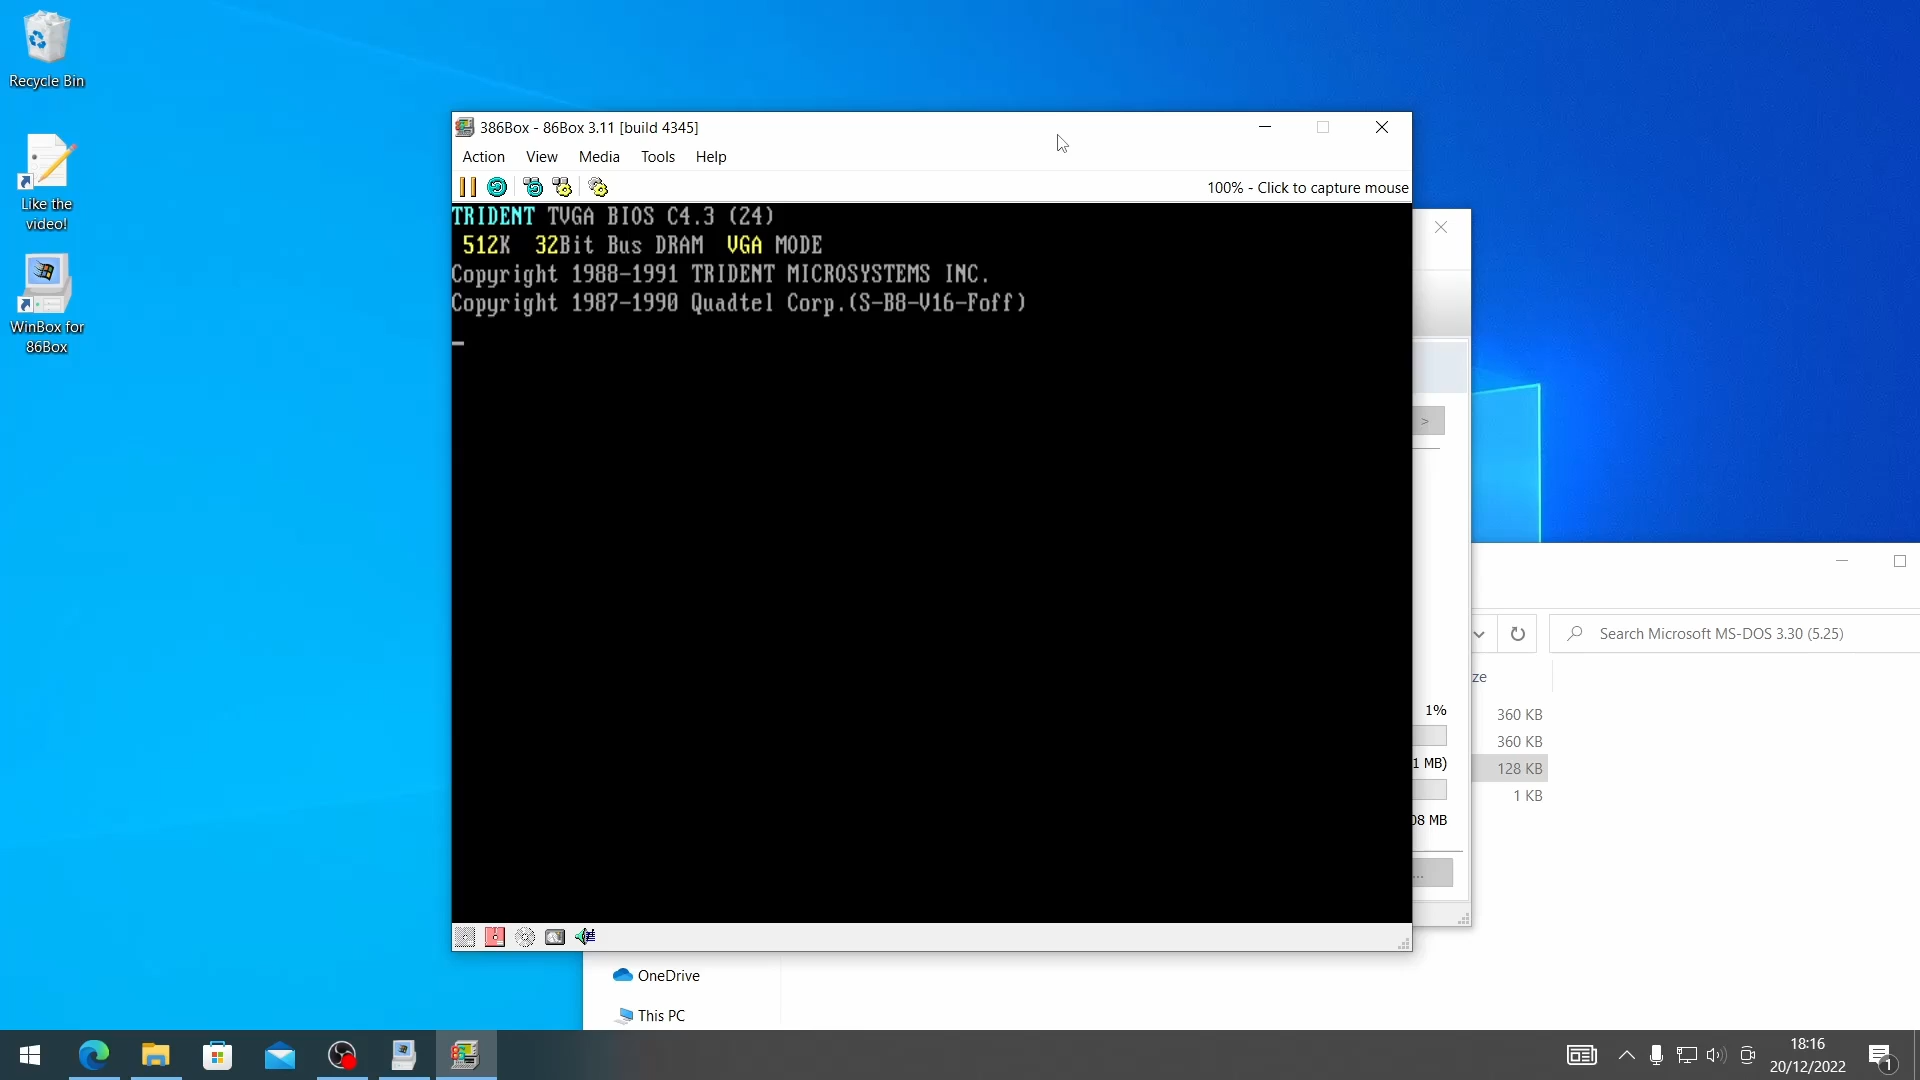 Recycle Bin
Like the
video!
WinBox for
86Box
386Box - 86Box 3.11 [build 4345]
Action View Media Tools Help
100% - Click to capture mouse
TRIDENT TVGA BIOS C4.3 (24)
512K 32Bit Bus DRAM VGA MODE
Copyright 1988-1991 TRIDENT MICROSYSTEMS INC.
Copyright 1987-1990 Quadtel Corp.(S-B8-V16-Foff)
>
1%
1 MB)
08 MB
...
Search Microsoft MS-DOS 3.30 (5.25)
ze
360 KB
360 KB
128 KB
1 KB
OneDrive
This PC
18:16
20/12/2022
1